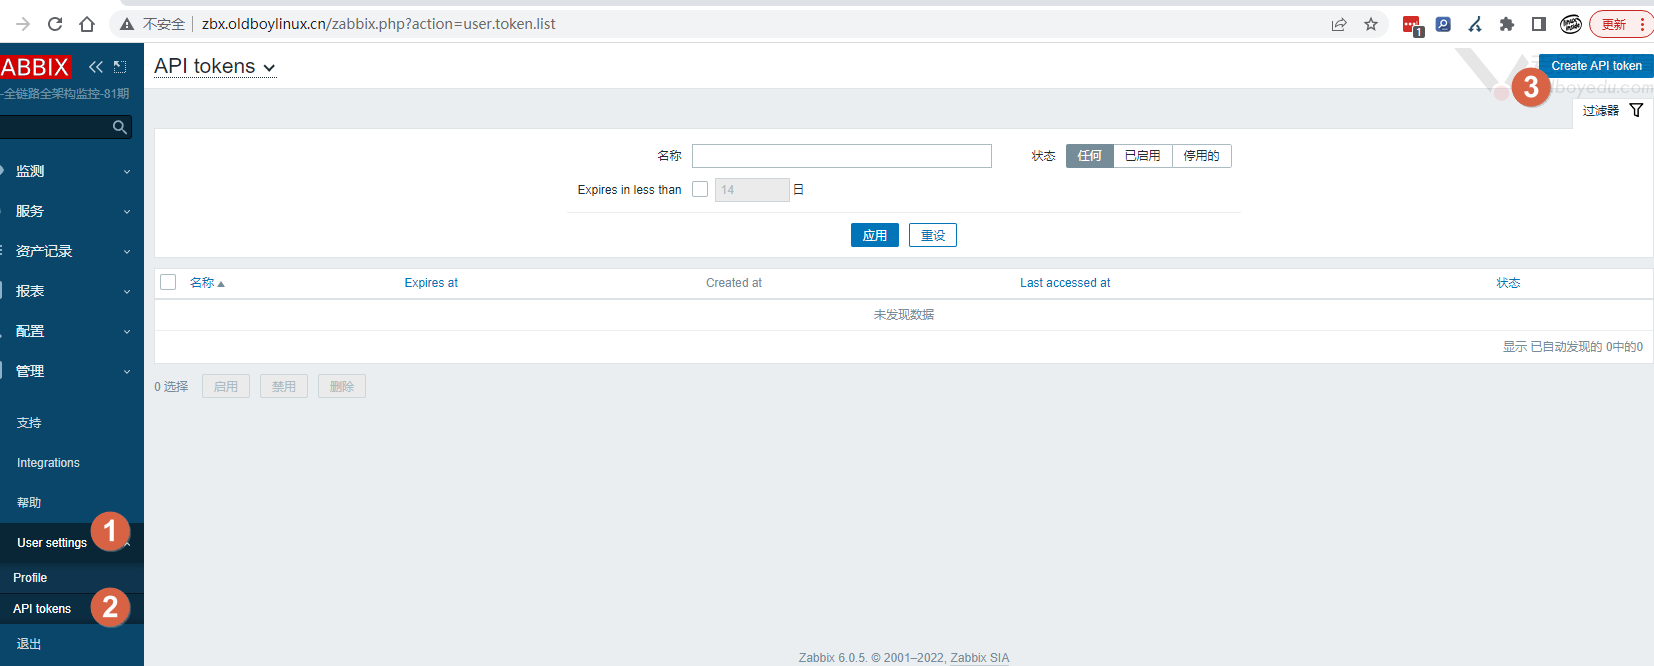 不安全 zbx.oldboylinux.cn/zabbix.php?action=user.token.list
1
更新
ABBIX
-全链路全架构监控-81期
监测
服务
资产记录
报表
配置
管理
支持
Integrations
帮助
User settings 1
Profile
API tokens 2
退出
API tokens
Create API token
3
boyedu.com
过滤器
名称
状态 任何 已启用 停用的
Expires in less than 14 日
应用 重设
名称 Expires at Created at Last accessed at 状态
未发现数据
显示 已自动发现的 0中的0
0 选择 启用 禁用 删除
Zabbix 6.0.5. © 2001–2022, Zabbix SIA